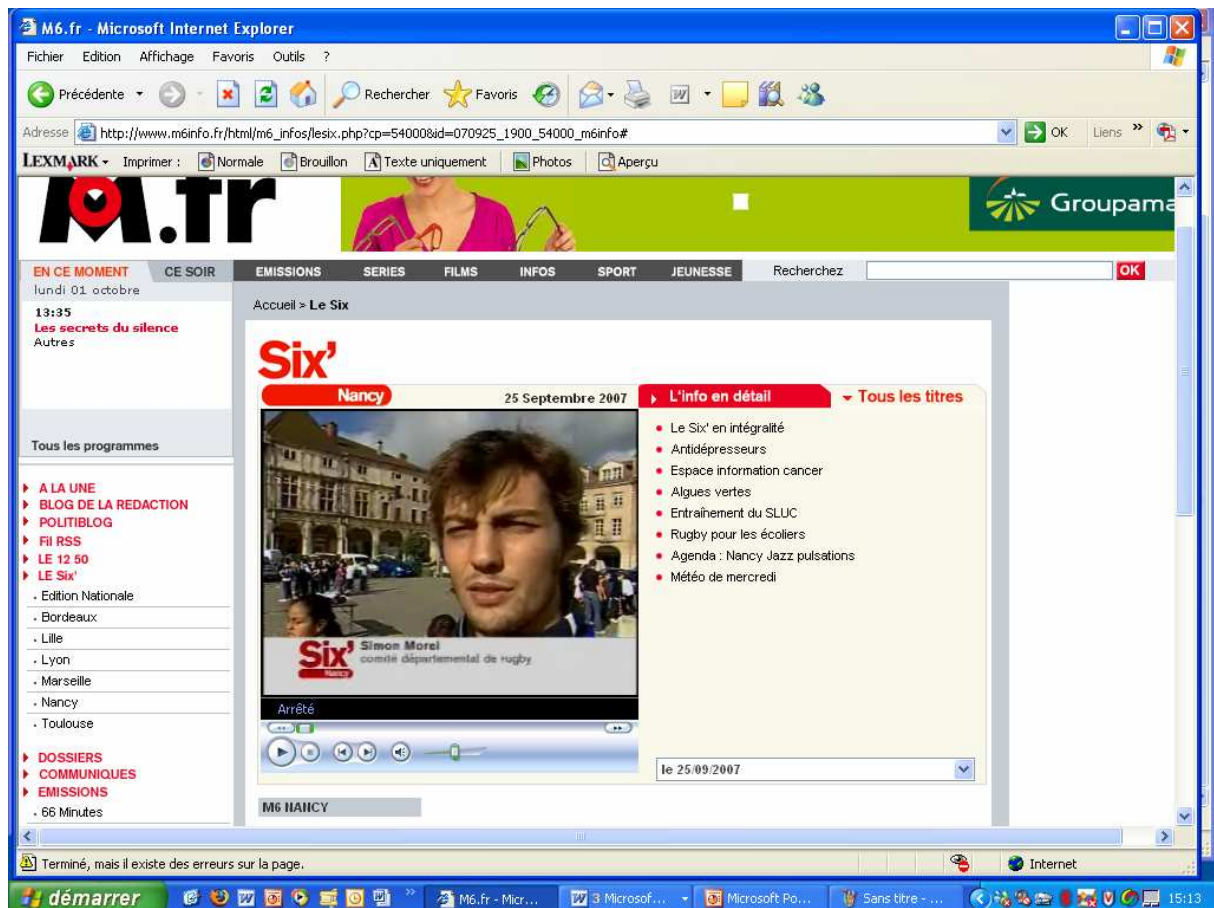 M6.fr - Microsoft Internet Explorer
Fichier Edition Affichage Favoris Outils ?
Précédente Rechercher Favoris
Adresse http://www.m6info.fr/html/m6_infos/lesix.php?cp=54000&id=070925_1900_54000_m6info# OK Liens »
LEXMARK Imprimer : Normale Brouillon Texte uniquement Photos Aperçu
M.fr
Groupama
EN CE MOMENT CE SOIR EMISSIONS SERIES FILMS INFOS SPORT JEUNESSE Recherchez OK
lundi 01 octobre
13:35
Les secrets du silence
Autres
Tous les programmes
A LA UNE
BLOG DE LA REDACTION
POLITIBLOG
Fil RSS
LE 12 50
LE Six'
Edition Nationale
Bordeaux
Lille
Lyon
Marseille
Nancy
Toulouse
DOSSIERS
COMMUNIQUES
EMISSIONS
66 Minutes
Accueil > Le Six
Six'
Nancy 25 Septembre 2007
Six' Nancy
Simon Morel
comité départemental de rugby
Arrêté
L'info en détail Tous les titres
Le Six' en intégralité
Antidépresseurs
Espace information cancer
Algues vertes
Entraînement du SLUC
Rugby pour les écoliers
Agenda : Nancy Jazz pulsations
Météo de mercredi
le 25/09/2007
M6 NANCY
Terminé, mais il existe des erreurs sur la page. Internet
démarrer » M6.fr - Micr... 3 Microsof... Microsoft Po... Sans titre - ... 15:13